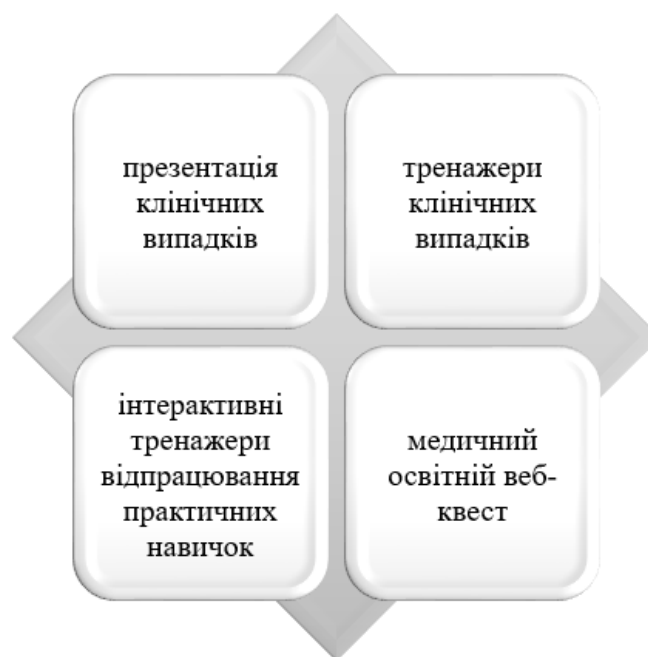 презентація
клінічних
випадків
тренажери
клінічних
випадків
інтерактивні
тренажери
відпрацювання
практичних
навичок
медичний
освітній веб-
квест